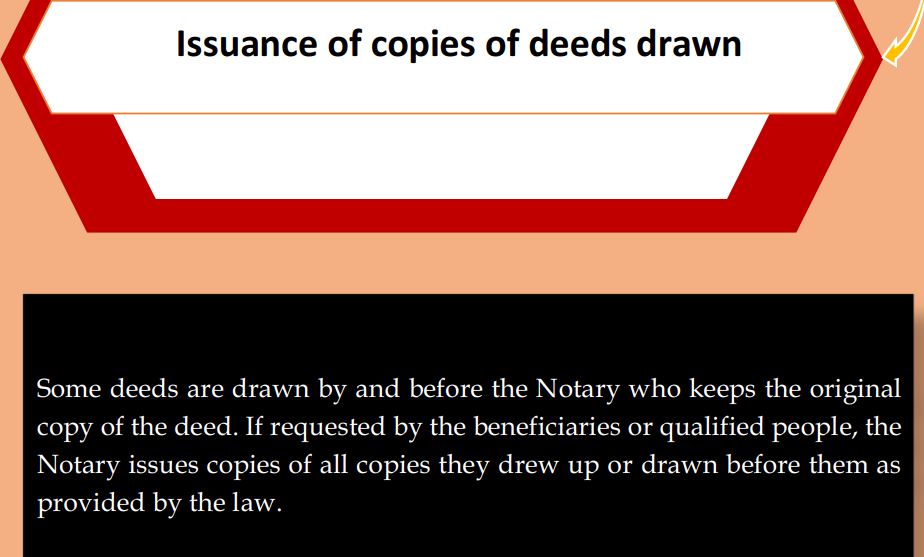 Issuance of copies of deeds drawn
Some deeds are drawn by and before the Notary who keeps the original
copy of the deed. If requested by the beneficiaries or qualified people, the
Notary issues copies of all copies they drew up or drawn before them as
provided by the law.